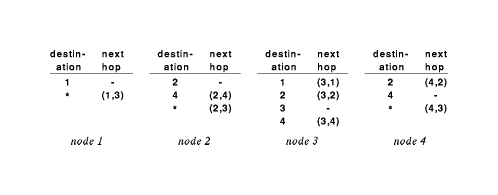 destin- next
ation hop
1 -
* (1,3)
node 1
destin- next
ation hop
2 -
4 (2,4)
* (2,3)
node 2
destin- next
ation hop
1 (3,1)
2 (3,2)
3 -
4 (3,4)
node 3
destin- next
ation hop
2 (4,2)
4 -
* (4,3)
node 4